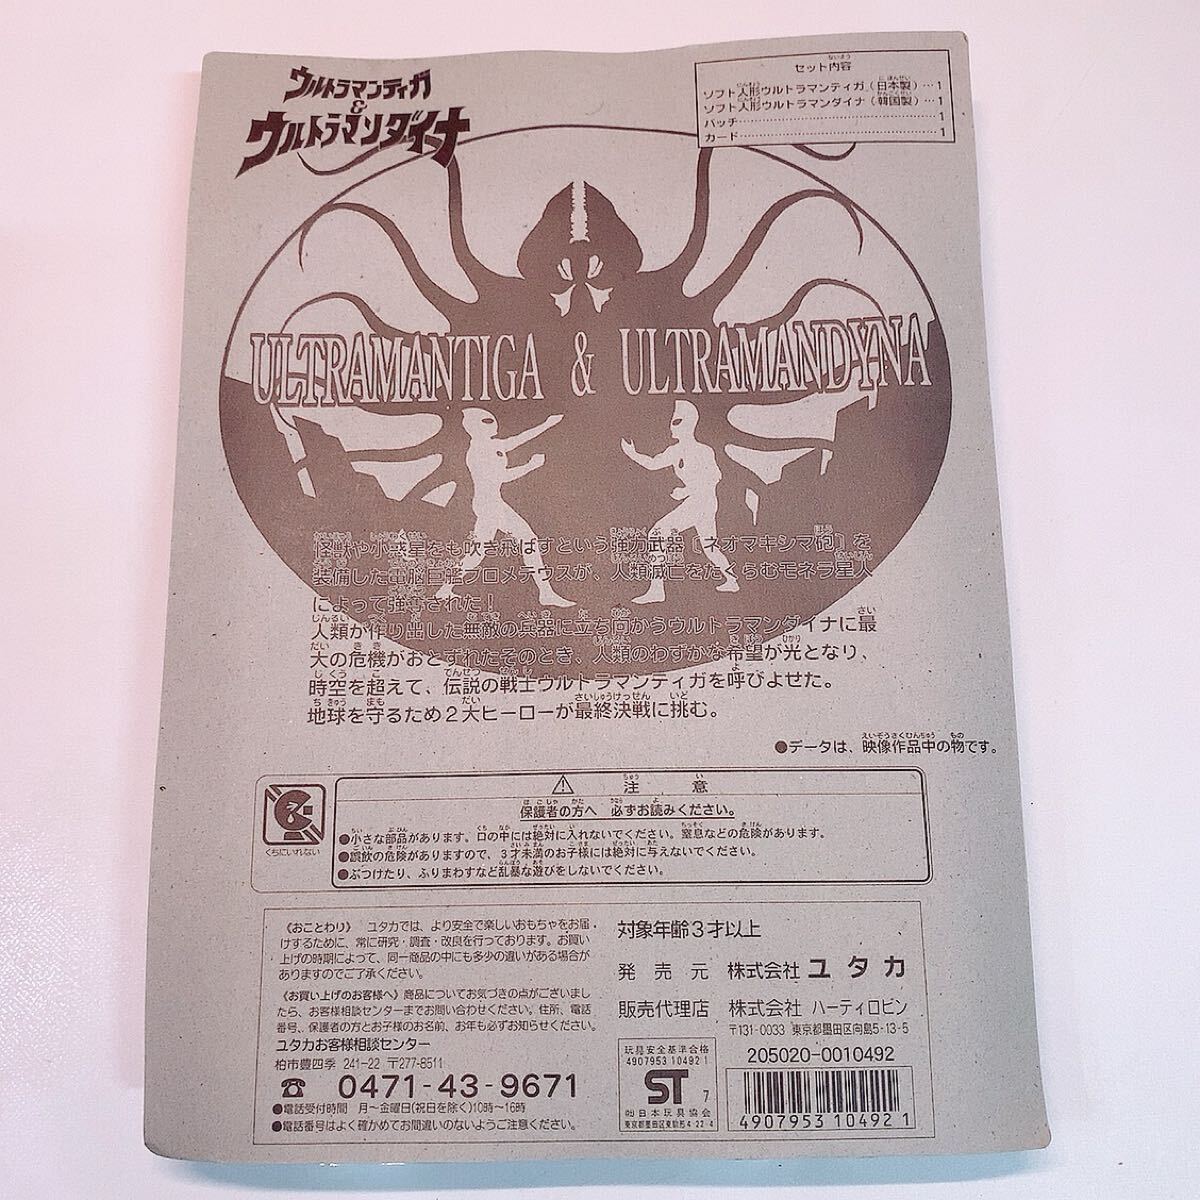 ウルトラマンティガ
&
ウルトラマンダイナ
セット内容
ソフト人形ウルトラマンティガ(日本製)…1
ソフト人形ウルトラマンダイナ(韓国製)…1
バッチ……………………………1
カード……………………………1
ULTRAMANTIGA & ULTRAMANDYNA
怪獣や小惑星をも吹き飛ばすという強力武器〔ネオマキシマ砲〕を
装備した電脳巨艦プロメテウスが、人類滅亡をたくらむモネラ星人
によって強奪された!
人類が作り出した無敵の兵器に立ち向かうウルトラマンダイナに最
大の危機がおとずれたそのとき、人類のわずかな希望が光となり、
時空を超えて、伝説の戦士ウルトラマンティガを呼びよせた。
地球を守るため2大ヒーローが最終決戦に挑む。
●データは、映像作品中の物です。
くちにいれない
⚠ 注意
保護者の方へ 必ずお読みください。
●小さな部品があります。口の中には絶対に入れないでください。窒息などの危険があります。
●誤飲の危険がありますので、3才未満のお子様には絶対に与えないでください。
●ぶつけたり、ふりまわすなど乱暴な遊びをしないでください。
《おことわり》 ユタカでは、より安全で楽しいおもちゃをお届
けするために、常に研究・調査・改良を行っております。お買い
上げの時期によって、同一商品の中にも多少の違いがある場合が
ありますのでご了承ください。
《お買い上げのお客様へ》商品についてお気づきの点がございまし
たら、お客様相談センターまでお問い合わせください。住所、電話
番号、保護者の方とお子様のお名前、お年も必ずお知らせください。
ユタカお客様相談センター
柏市豊四季 241-22 〒277-8511
☎ 0471-43-9671
●電話受付時間 月~金曜日(祝日を除く)10時~16時
●電話番号はよく確かめてお間違いのないようご注意ください。
対象年齢3才以上
発売元 株式会社 ユタカ
販売代理店 株式会社 ハーティロビン
〒131-0033 東京都墨田区向島5-13-5
玩具安全基準合格
4907953 10492 1
ST 7
㈳日本玩具協会
東京都墨田区東駒形4-22-4
205020-0010492
4907953 104921